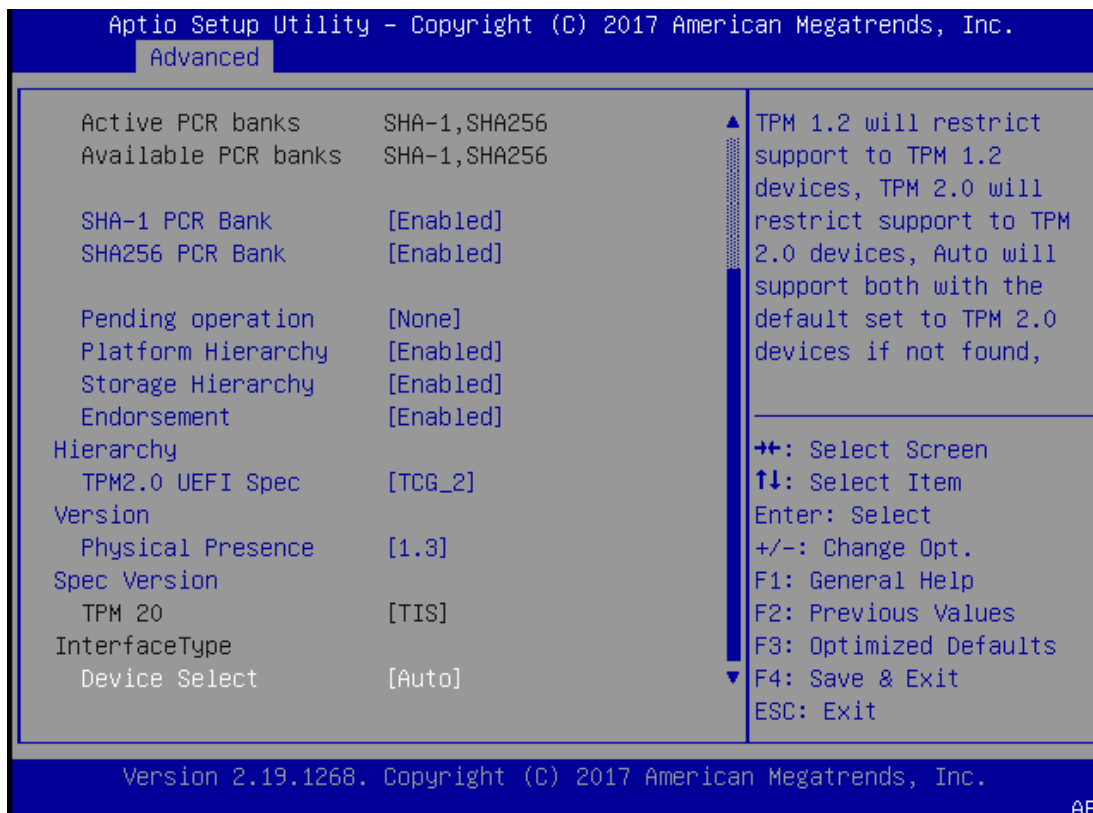 Aptio Setup Utility – Copyright (C) 2017 American Megatrends, Inc.
Advanced
Active PCR banks SHA-1,SHA256
Available PCR banks SHA-1,SHA256
SHA-1 PCR Bank [Enabled]
SHA256 PCR Bank [Enabled]
Pending operation [None]
Platform Hierarchy [Enabled]
Storage Hierarchy [Enabled]
Endorsement [Enabled]
Hierarchy
TPM2.0 UEFI Spec [TCG_2]
Version
Physical Presence [1.3]
Spec Version
TPM 20 [TIS]
InterfaceType
Device Select [Auto]
TPM 1.2 will restrict
support to TPM 1.2
devices, TPM 2.0 will
restrict support to TPM
2.0 devices, Auto will
support both with the
default set to TPM 2.0
devices if not found,
→←: Select Screen
↑↓: Select Item
Enter: Select
+/-: Change Opt.
F1: General Help
F2: Previous Values
F3: Optimized Defaults
F4: Save & Exit
ESC: Exit
Version 2.19.1268. Copyright (C) 2017 American Megatrends, Inc.